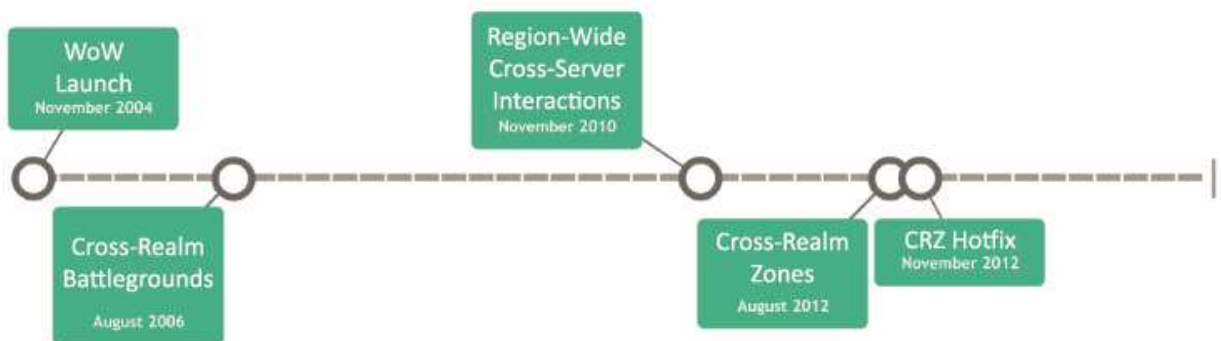 WoW
Launch
November 2004
Cross-Realm
Battlegrounds
August 2006
Region-Wide
Cross-Server
Interactions
November 2010
Cross-Realm
Zones
August 2012
CRZ Hotfix
November 2012